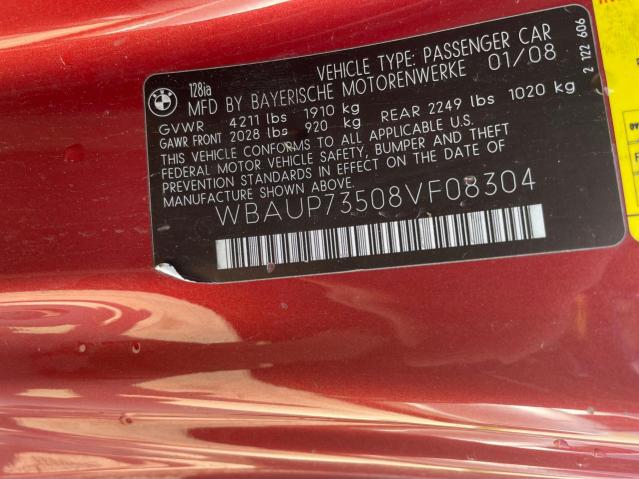 VEHICLE TYPE: PASSENGER CAR
128ia
MFD BY BAYERISCHE MOTORENWERKE 01/08
GVWR 4211 lbs 1910 kg
GAWR FRONT 2028 lbs 920 kg REAR 2249 lbs 1020 kg
THIS VEHICLE CONFORMS TO ALL APPLICABLE
FEDERAL MOTOR VEHICLE SAFETY, BUMPER AND THEFT
PREVENTION STANDARDS IN EFFECT ON THE DATE OF
MANUFACTURE SHOWN ABOVE.
WBAUP73508VF08304
2 122 606